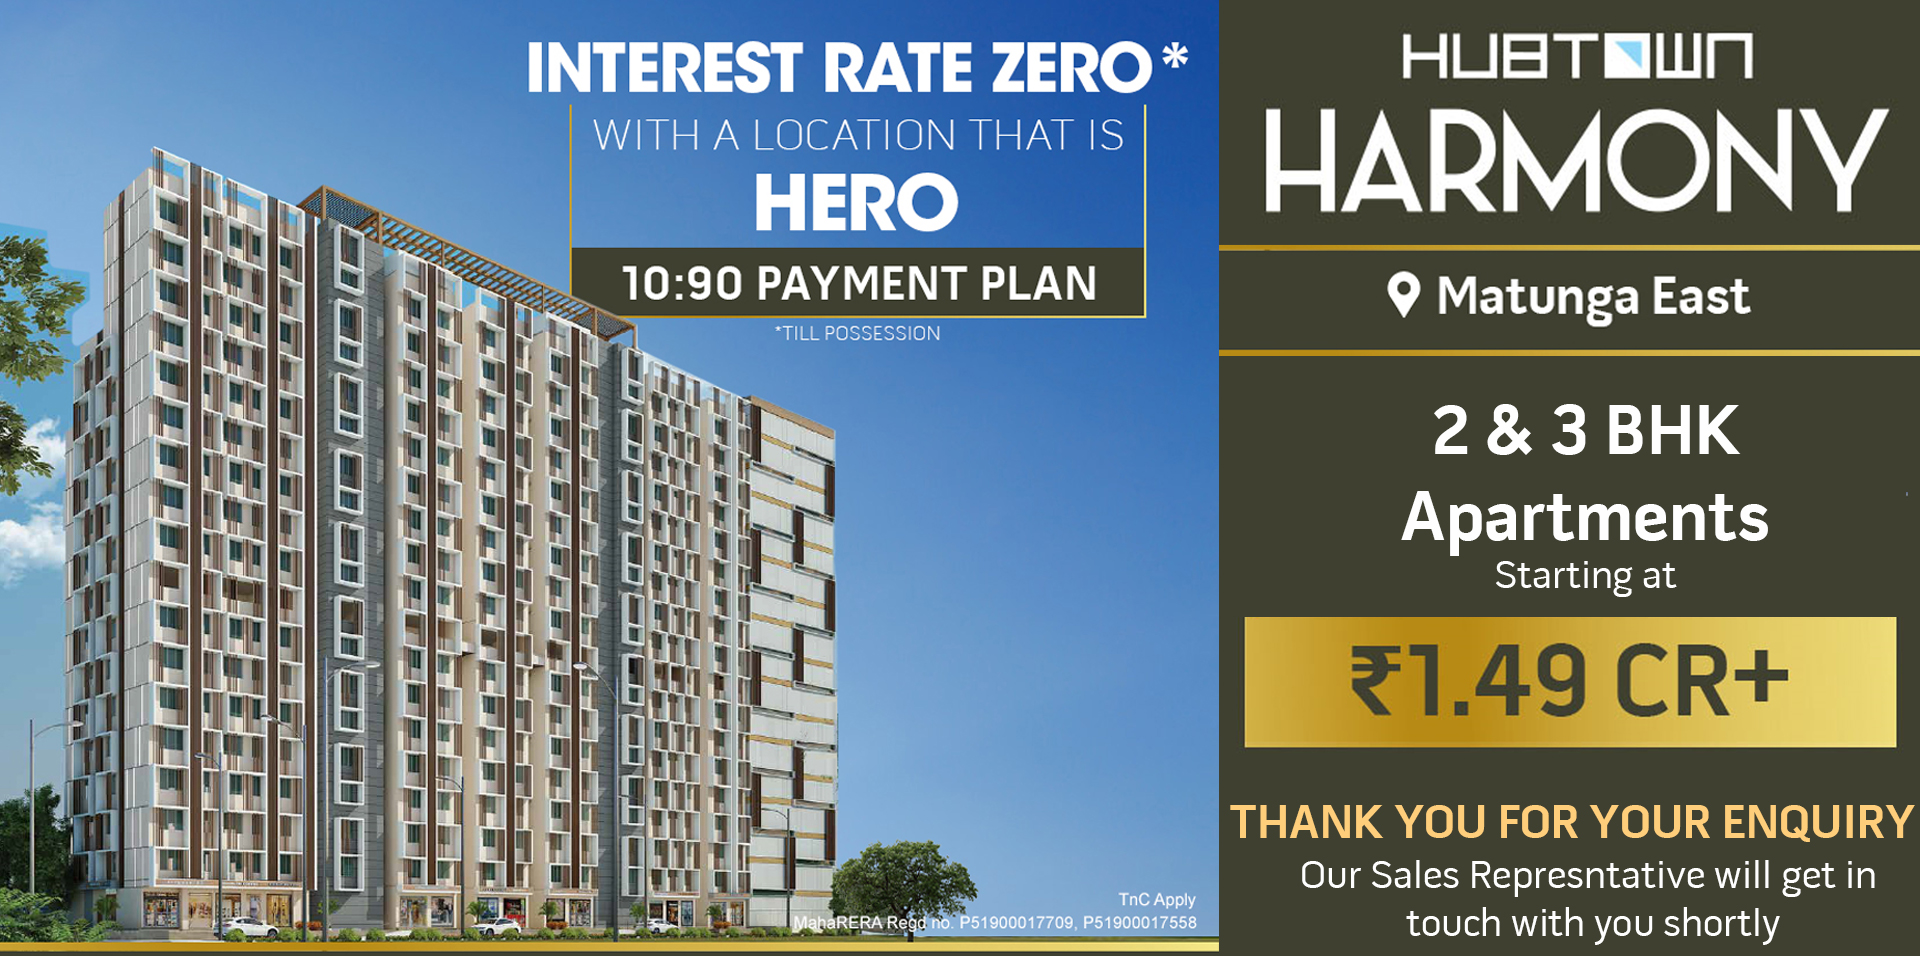 INTEREST RATE ZERO*
WITH A LOCATION THAT IS
HERO
10:90 PAYMENT PLAN
*TILL POSSESSION
TnC Apply
MahaRERA Regd no. P51900017709, P51900017558
HUBTOWN
HARMONY
Matunga East
2 & 3 BHK
Apartments
Starting at
₹1.49 CR+
THANK YOU FOR YOUR ENQUIRY
Our Sales Represntative will get in
touch with you shortly